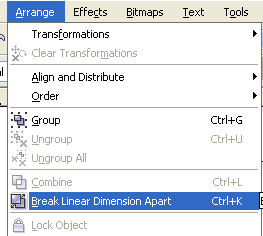 Arrange Effects Bitmaps Text Tools
Transformations
Clear Transformations
Align and Distribute
Order
Group Ctrl+G
Ungroup Ctrl+U
Ungroup All
Combine Ctrl+L
Break Linear Dimension Apart Ctrl+K
Lock Object